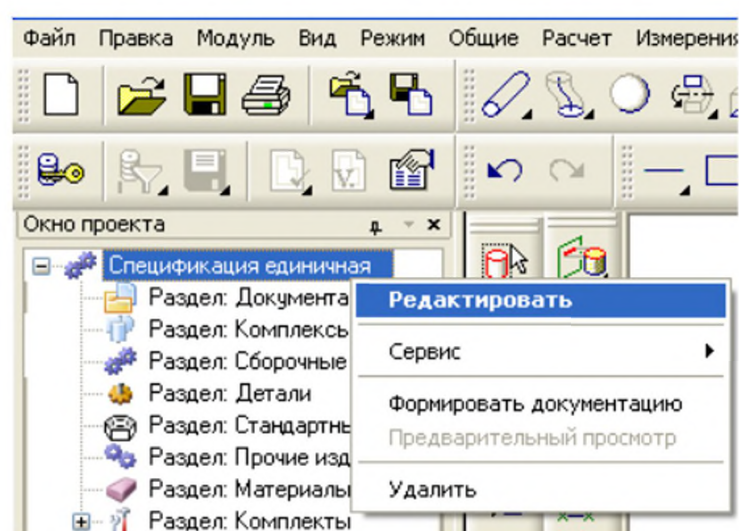 Файл Правка Модуль Вид Режим Общие Расчет Измерения
Окно проекта
Спецификация единичная
Раздел: Документа
Раздел: Комплексы
Раздел: Сборочные
Раздел: Детали
Раздел: Стандартны
Раздел: Прочие изд
Раздел: Материалы
Раздел: Комплекты
Редактировать
Сервис
Формировать документацию
Предварительный просмотр
Удалить